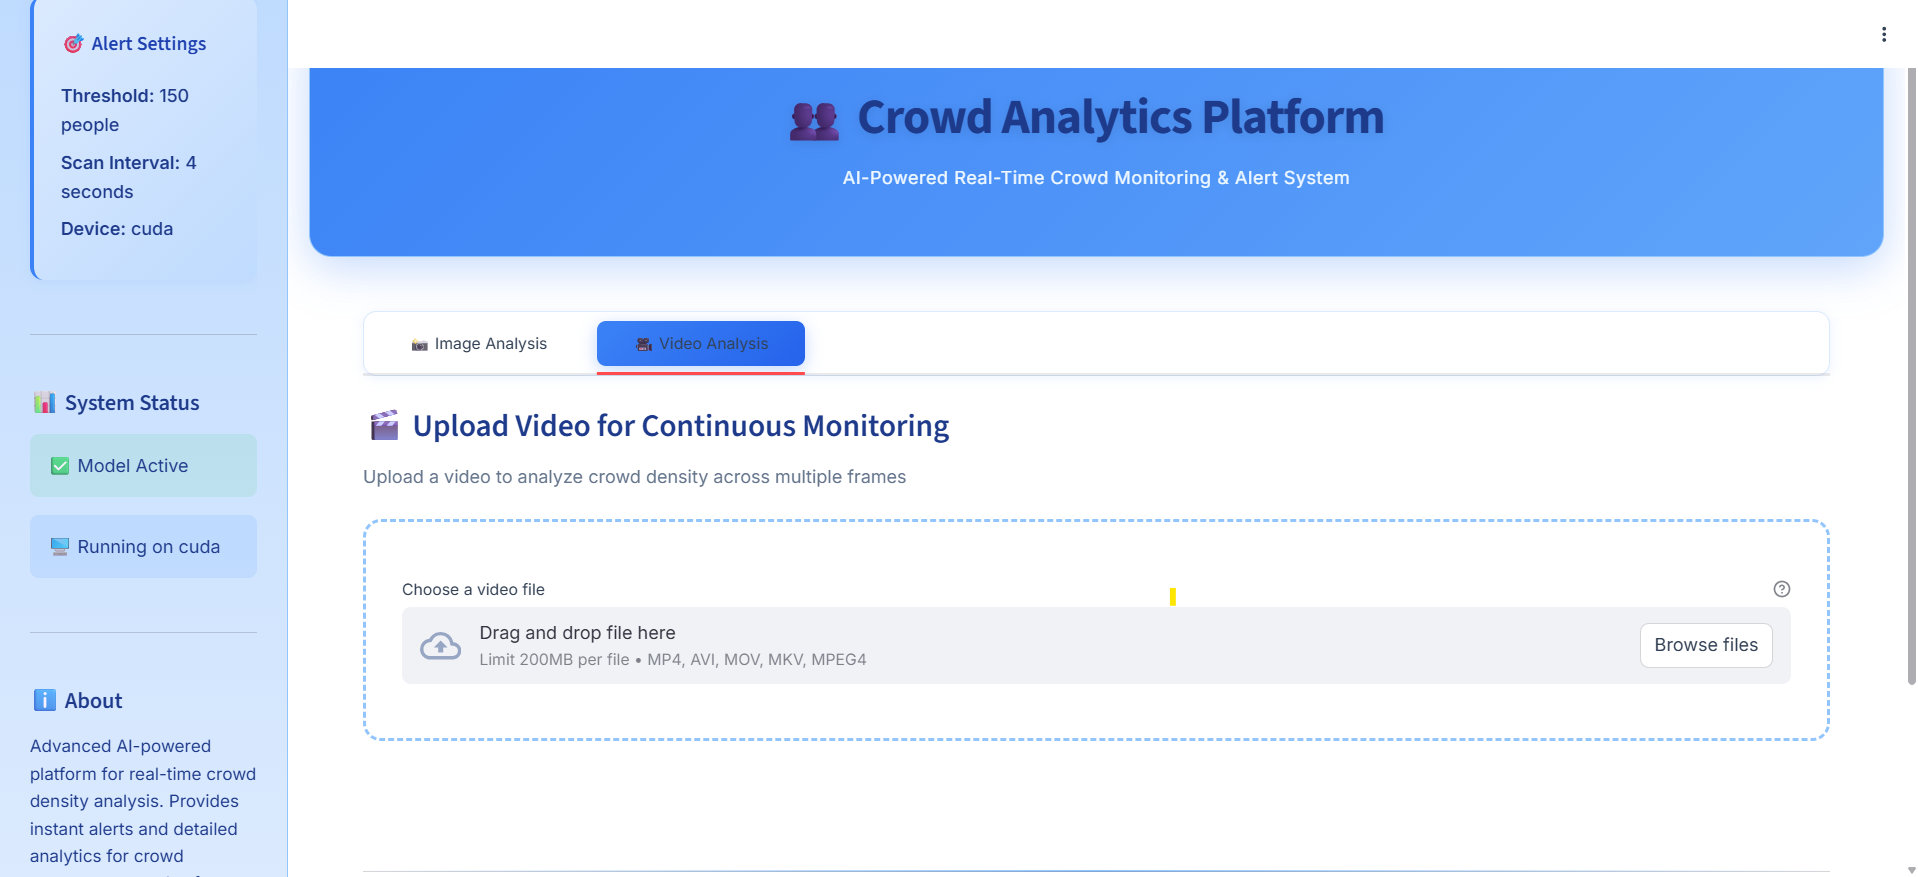 Alert Settings
Threshold: 150
people
Scan Interval: 4
seconds
Device: cuda
System Status
Model Active
Running on cuda
About
Advanced AI-powered
platform for real-time crowd
density analysis. Provides
instant alerts and detailed
analytics for crowd
Crowd Analytics Platform
AI-Powered Real-Time Crowd Monitoring & Alert System
Image Analysis
Video Analysis
Upload Video for Continuous Monitoring
Upload a video to analyze crowd density across multiple frames
Choose a video file
Drag and drop file here
Limit 200MB per file • MP4, AVI, MOV, MKV, MPEG4
Browse files